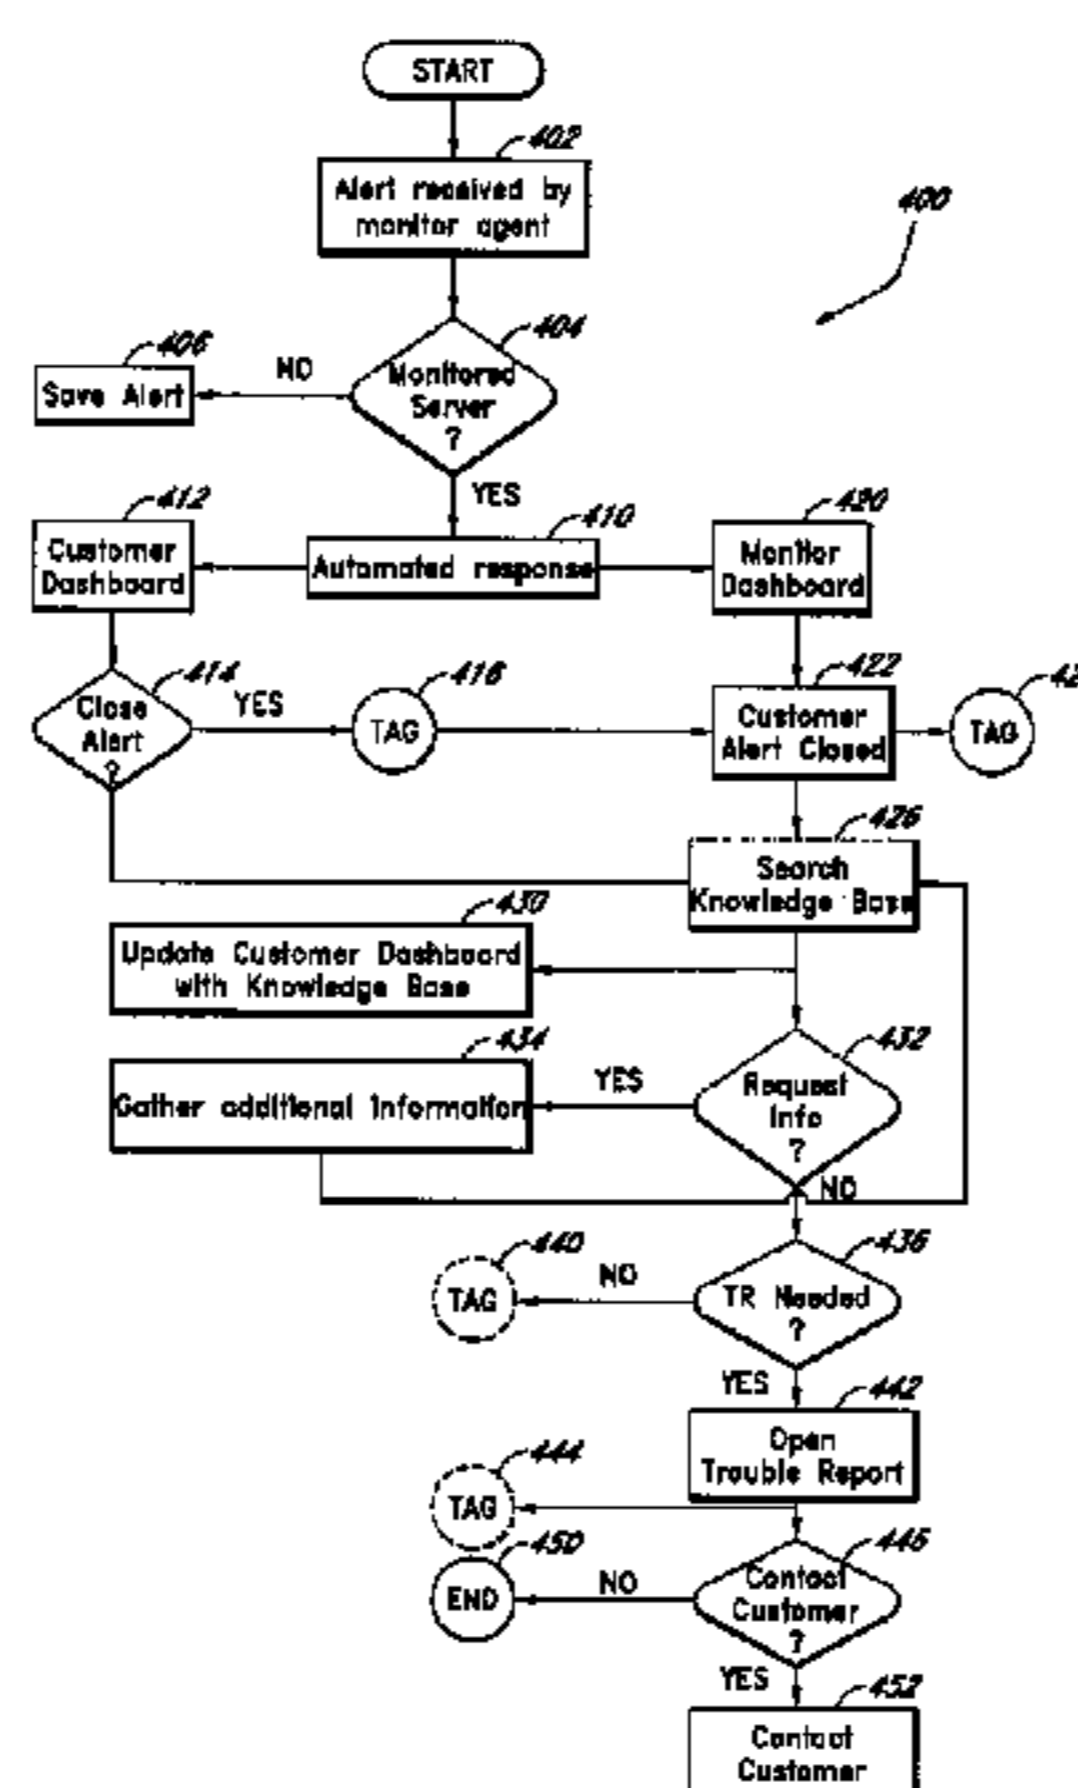 START
402
Alert received by
monitor agent
400
404
Monitored
Server
?
406
NO
Save Alert
YES
412
410
420
Customer
Dashboard
Automated response
Monitor
Dashboard
414
416
422
Close
Alert
?
YES
TAG
Customer
Alert Closed
TAG
426
Search
Knowledge Base
430
Update Customer Dashboard
with Knowledge Base
434
432
Gather additional information
YES
Request
Info
?
NO
440
436
TAG
NO
TR Needed
?
YES
442
Open
Trouble Report
444
TAG
450
446
END
NO
Contact
Customer
?
YES
452
Contact
Customer